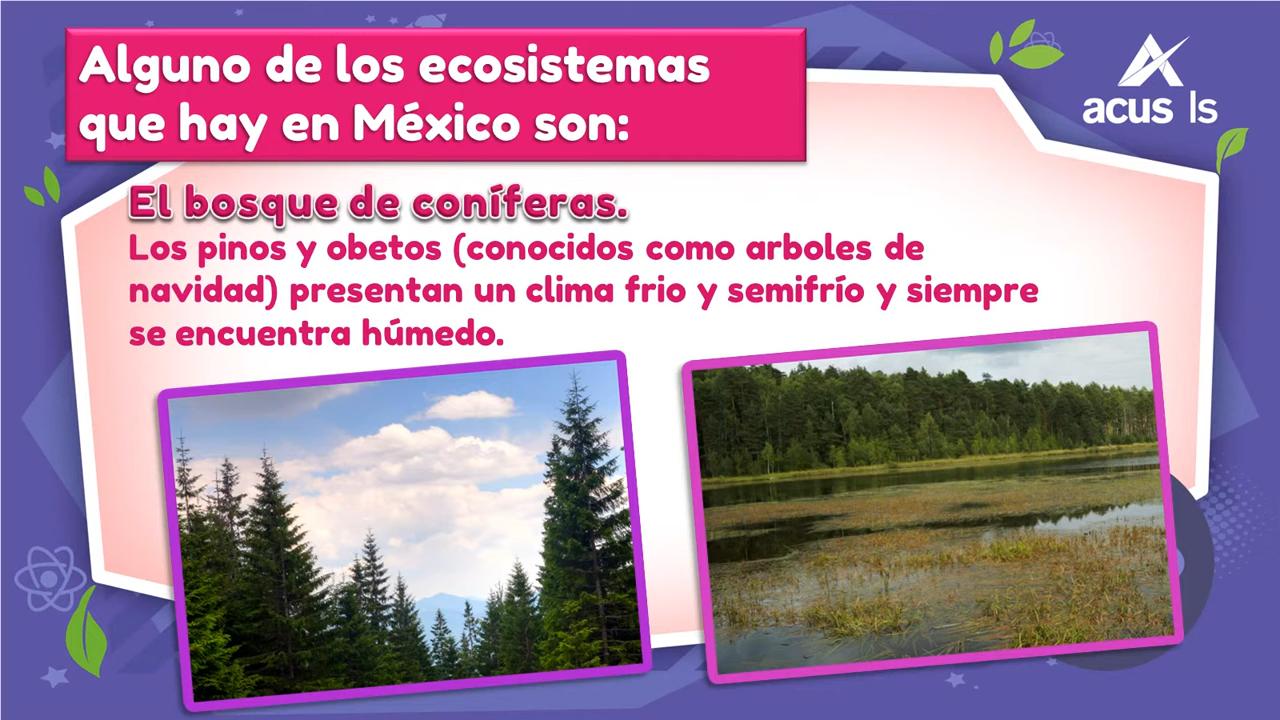 Alguno de los ecosistemas
que hay en México son:
acus ls
El bosque de coníferas.
Los pinos y obetos (conocidos como arboles de
navidad) presentan un clima frio y semifrío y siempre
se encuentra húmedo.